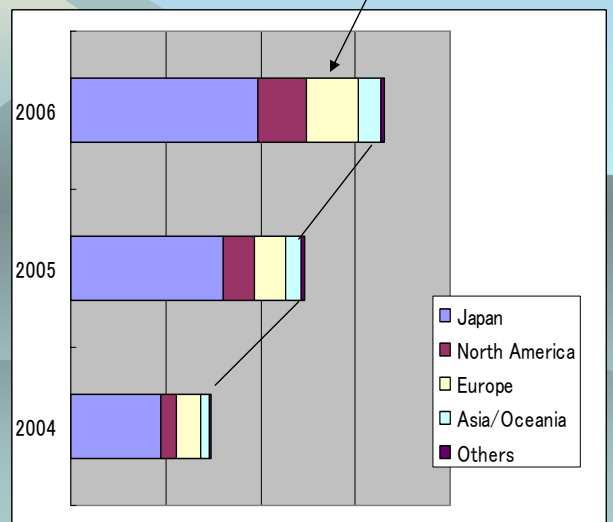 2006
2005
2004
Japan
North America
Europe
Asia/Oceania
Others